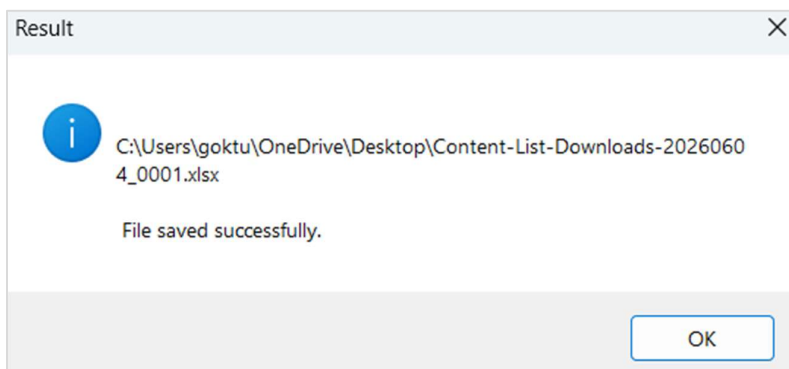 Result
C:\Users\goktu\OneDrive\Desktop\Content-List-Downloads-2026060
4_0001.xlsx
File saved successfully.
OK